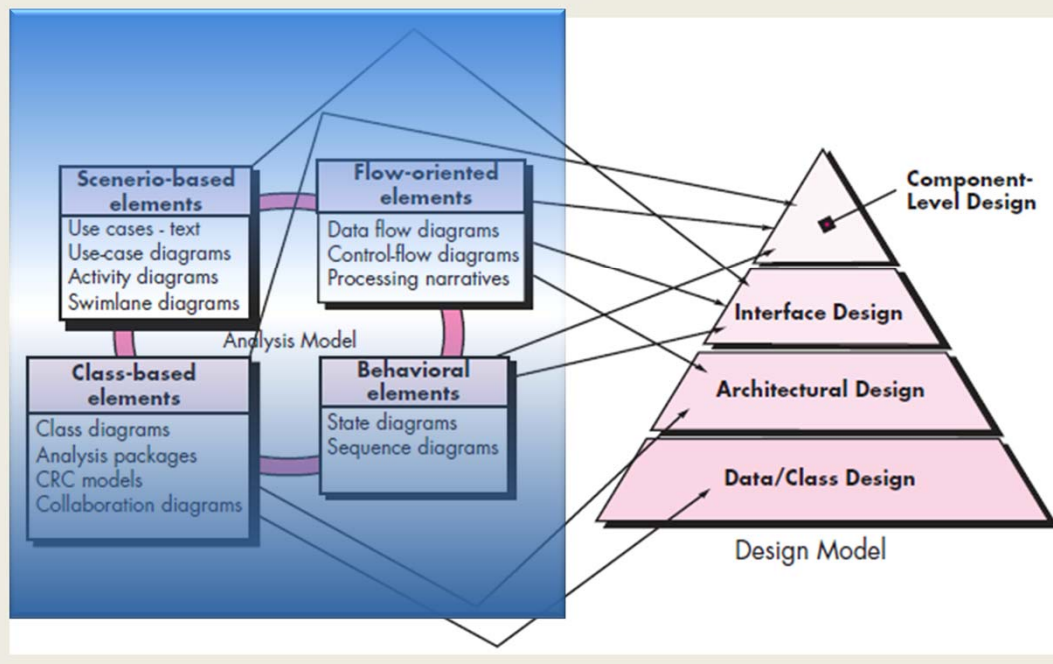 Scenerio-based
elements
Use cases - text
Use-case diagrams
Activity diagrams
Swimlane diagrams
Flow-oriented
elements
Data flow diagrams
Control-flow diagrams
Processing narratives
Analysis Model
Class-based
elements
Class diagrams
Analysis packages
CRC models
Collaboration diagrams
Behavioral
elements
State diagrams
Sequence diagrams
Component-
Level Design
Interface Design
Architectural Design
Data/Class Design
Design Model